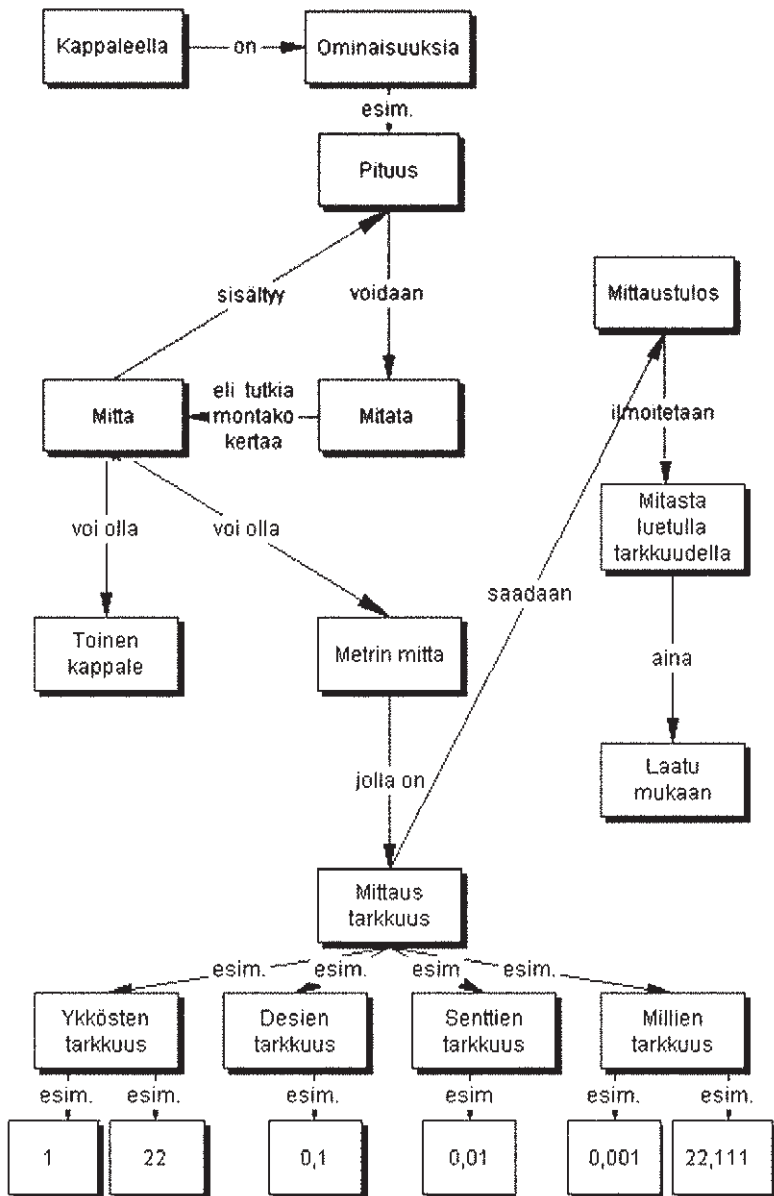 Kappaleella
on
Ominaisuuksia
esim.
Pituus
sisältyy
voidaan
Mittaustulos
Mitta
eli tutkia
montako
kertaa
Mitata
ilmoitetaan
Mitasta
luetulla
tarkkuudella
voi olla
voi olla
saadaan
Toinen
kappale
Metrin mitta
aina
Laatu
mukaan
jolla on
Mittaus
tarkkuus
esim.
esim.
esim
esim.
Ykkösten
tarkkuus
Desien
tarkkuus
Senttien
tarkkuus
Millien
tarkkuus
esim.
esim.
esim.
esim
esim.
esim.
1
22
0,1
0,01
0,001
22,111